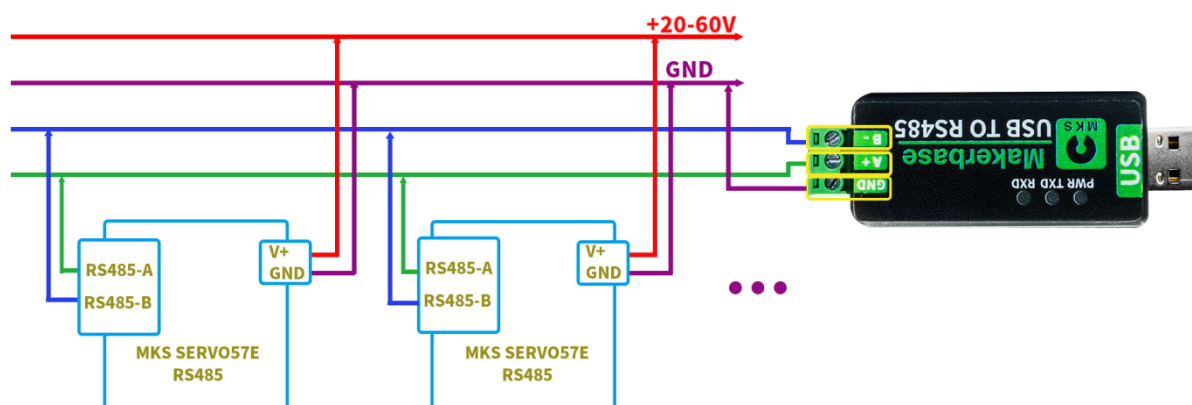 +20-60V
GND
B-
A+
GND
USB TO RS485
Makerbase
MKS
PWR TXD RXD
USB
RS485-A
RS485-B
V+
GND
MKS SERVO57E
RS485
RS485-A
RS485-B
V+
GND
MKS SERVO57E
RS485